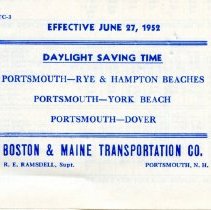 TC-3
EFFECTIVE JUNE 27, 1952
DAYLIGHT SAVING TIME
PORTSMOUTH—RYE & HAMPTON BEACHES
PORTSMOUTH—YORK BEACH
PORTSMOUTH—DOVER
BOSTON & MAINE TRANSPORTATION CO.
R. E. RAMSDELL, Supt. PORTSMOUTH, N. H.